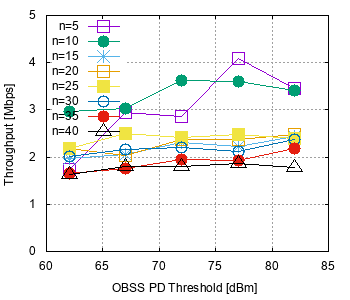 5
4
3
2
1
0
60
65
70
75
80
85
Throughput [Mbps]
OBSS PD Threshold [dBm]
n=5
n=10
n=15
n=20
n=25
n=30
n=35
n=40